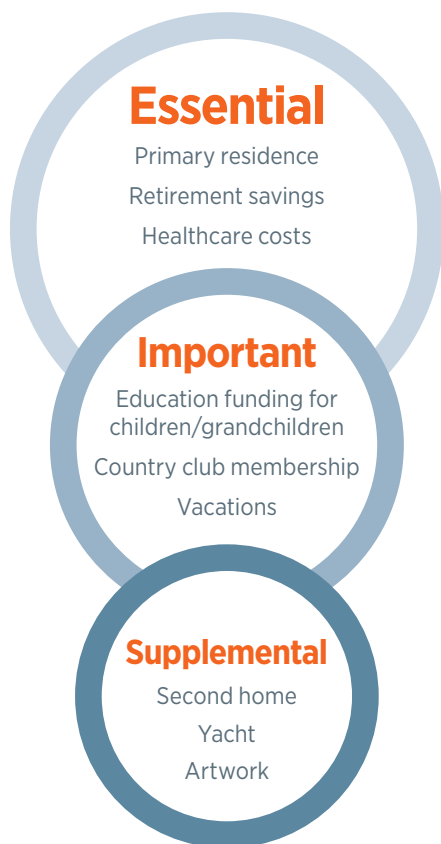 Essential
Primary residence
Retirement savings
Healthcare costs
Important
Education funding for
children/grandchildren
Country club membership
Vacations
Supplemental
Second home
Yacht
Artwork